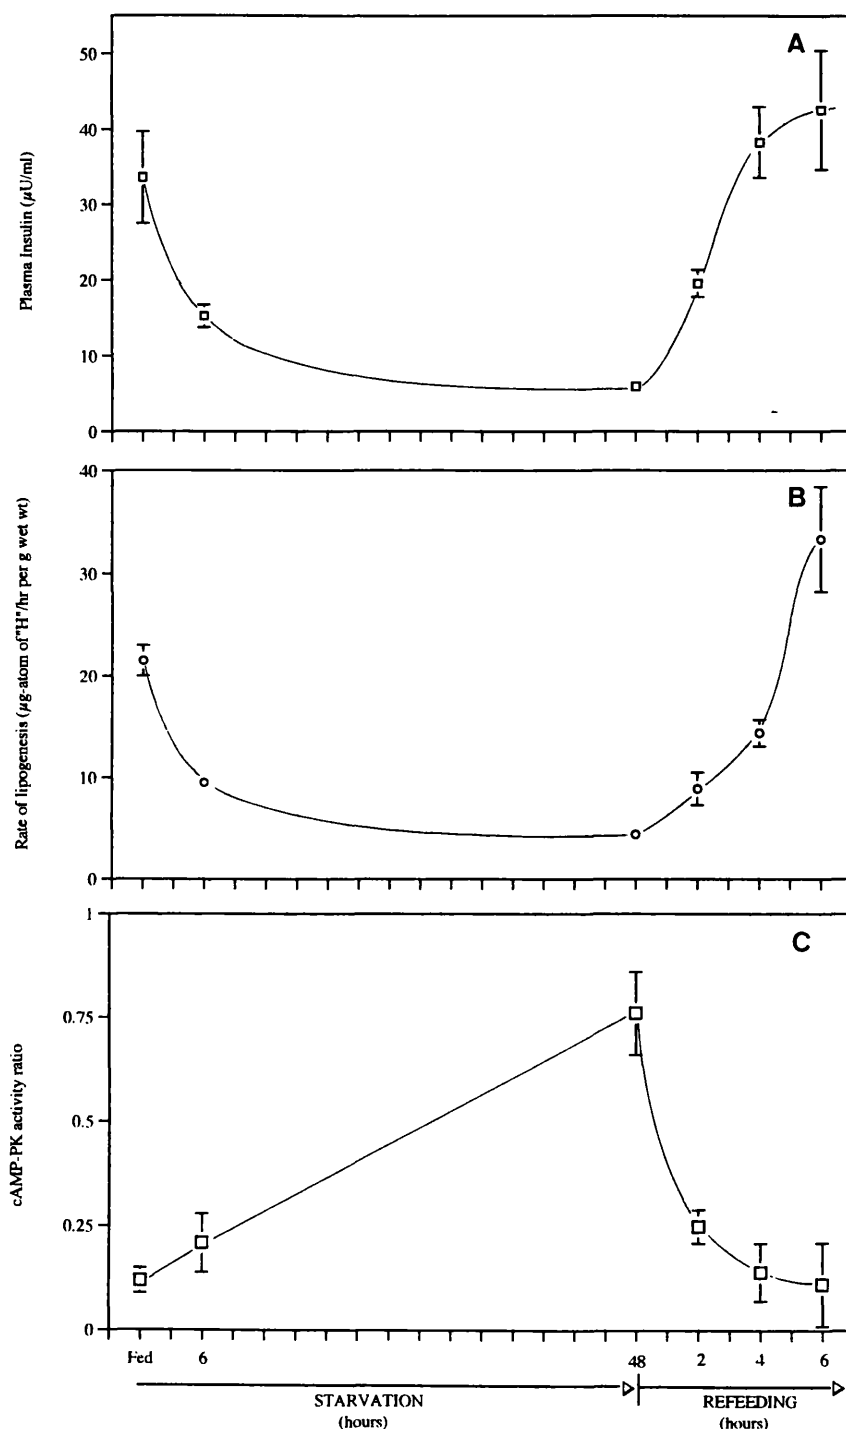 A
50
40
30
20
10
0
Plasma Insulin (µU/ml)
B
40
30
20
10
0
Rate of lipogenesis (µg-atom of "H"/hr per g wet wt)
C
1
0.75
0.5
0.25
0
cAMP-PK activity ratio
Fed 6 48 2 4 6
STARVATION REFEEDING
(hours) (hours)